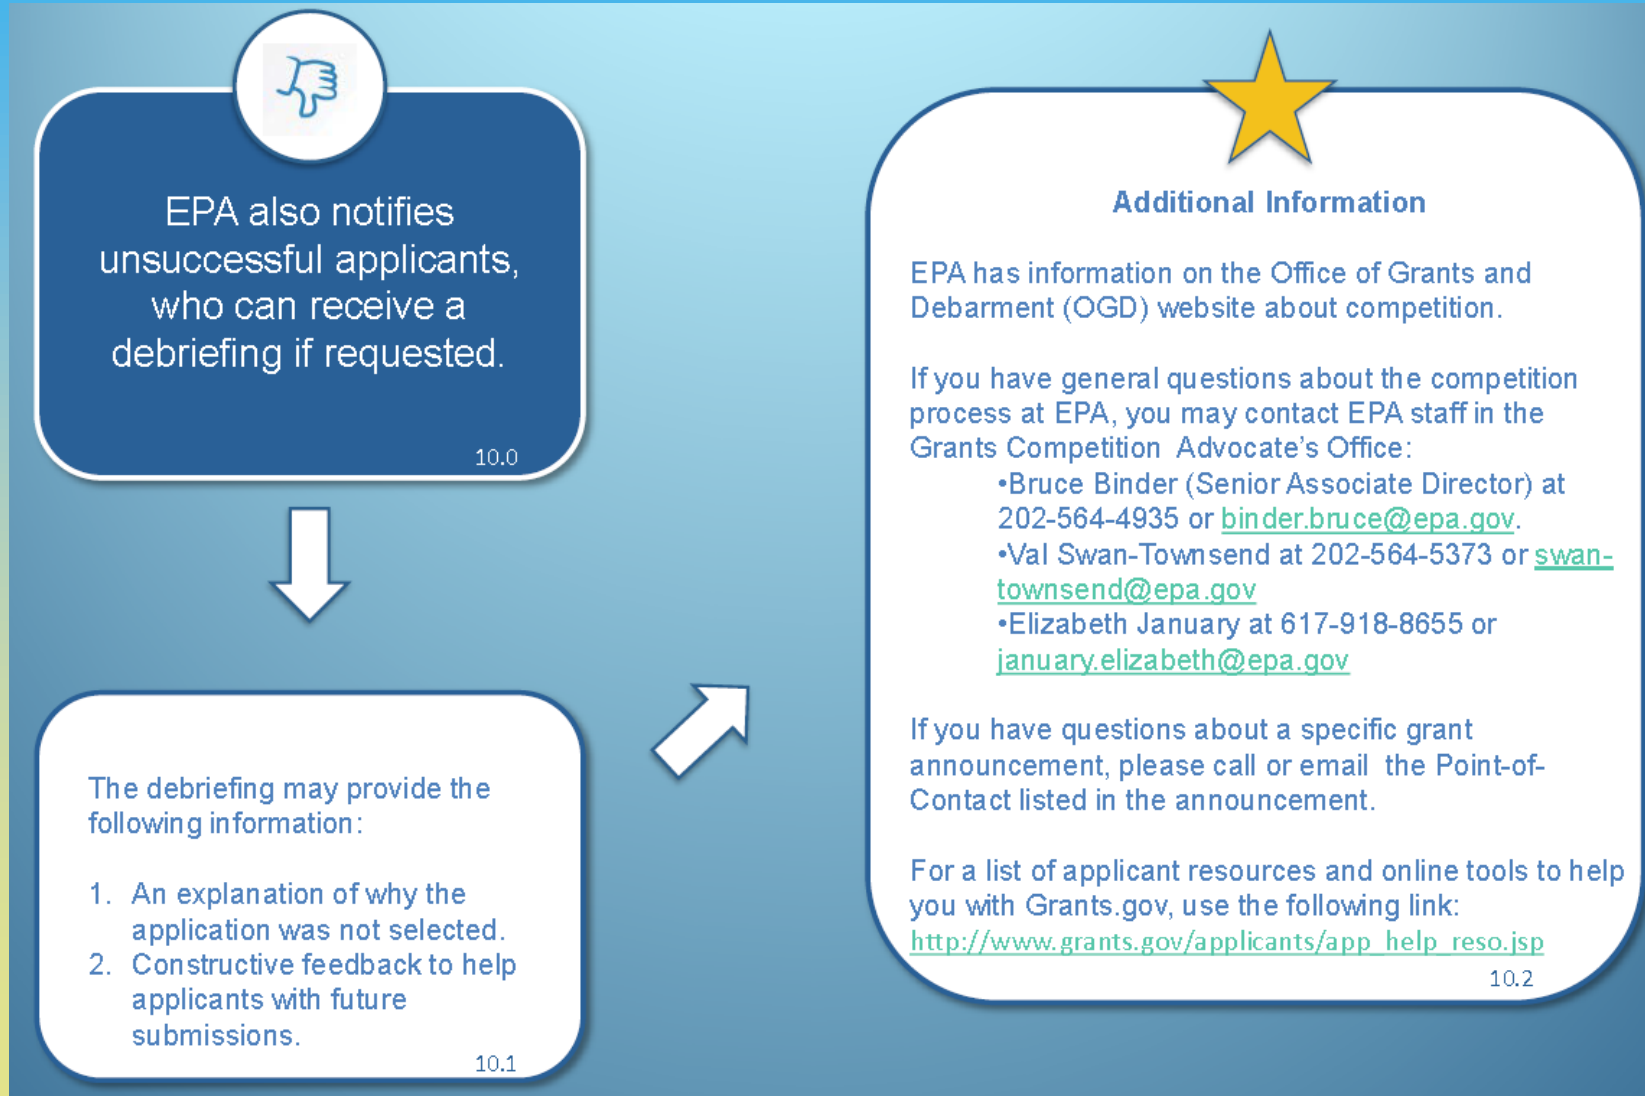 EPA also notifies
unsuccessful applicants,
who can receive a
debriefing if requested.
10.0
The debriefing may provide the
following information:
1. An explanation of why the
application was not selected.
2. Constructive feedback to help
applicants with future
submissions.
10.1
Additional Information
EPA has information on the Office of Grants and
Debarment (OGD) website about competition.
If you have general questions about the competition
process at EPA, you may contact EPA staff in the
Grants Competition Advocate's Office:
•Bruce Binder (Senior Associate Director) at
202-564-4935 or binder.bruce@epa.gov.
•Val Swan-Townsend at 202-564-5373 or swan-
townsend@epa.gov
•Elizabeth January at 617-918-8655 or
january.elizabeth@epa.gov
If you have questions about a specific grant
announcement, please call or email the Point-of-
Contact listed in the announcement.
For a list of applicant resources and online tools to help
you with Grants.gov, use the following link:
http://www.grants.gov/applicants/app_help_reso.jsp
10.2